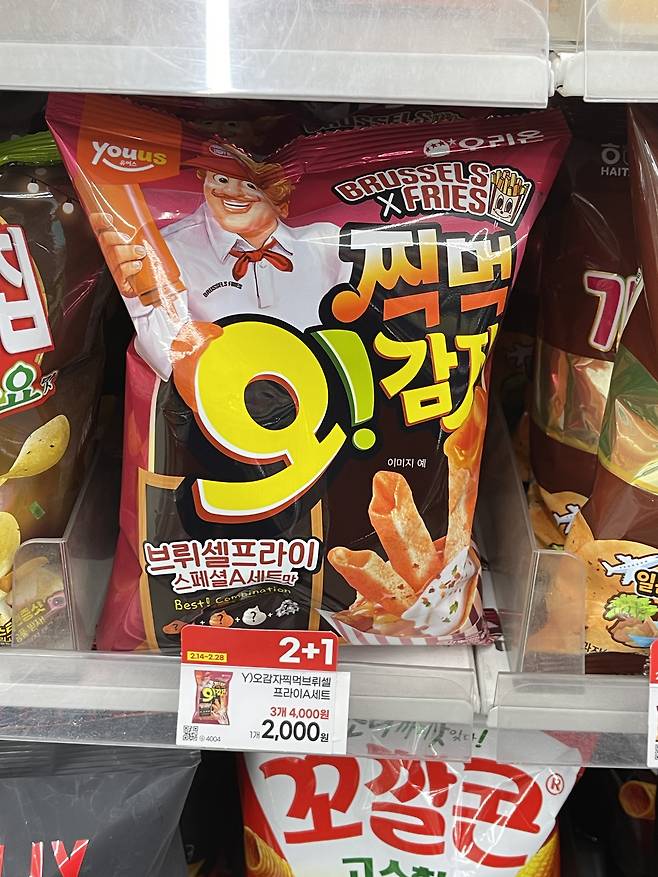 youus
유어스
오리온
HAIT
BRUSSELS
X FRIES
찍먹
오!감자
BRUSSELS FRIES
이미지 예
브뤼셀프라이
스페셜A세트맛
Best! Combination
2.14~2.28
2+1
Y)오감자찍먹브뤼셀
프라이A세트
3개 4,000원
1개 2,000원
4004
꼬깔콘®